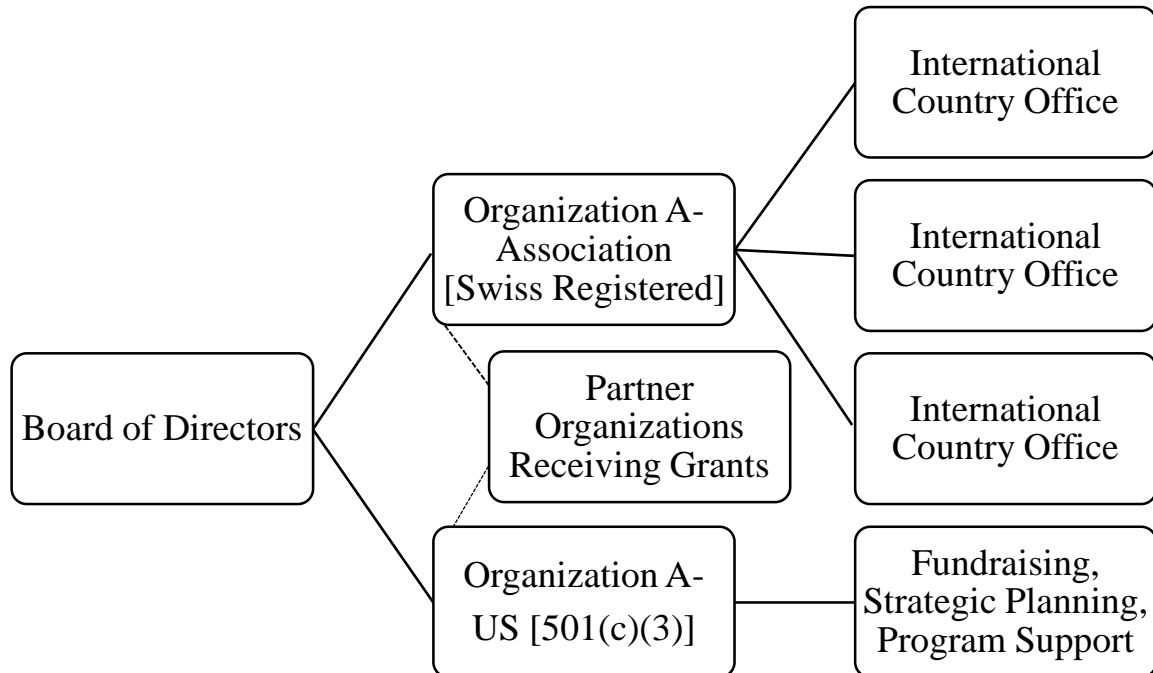 Board of Directors
Organization A-
Association
[Swiss Registered]
Partner
Organizations
Receiving Grants
Organization A-
US [501(c)(3)]
International
Country Office
International
Country Office
International
Country Office
Fundraising,
Strategic Planning,
Program Support